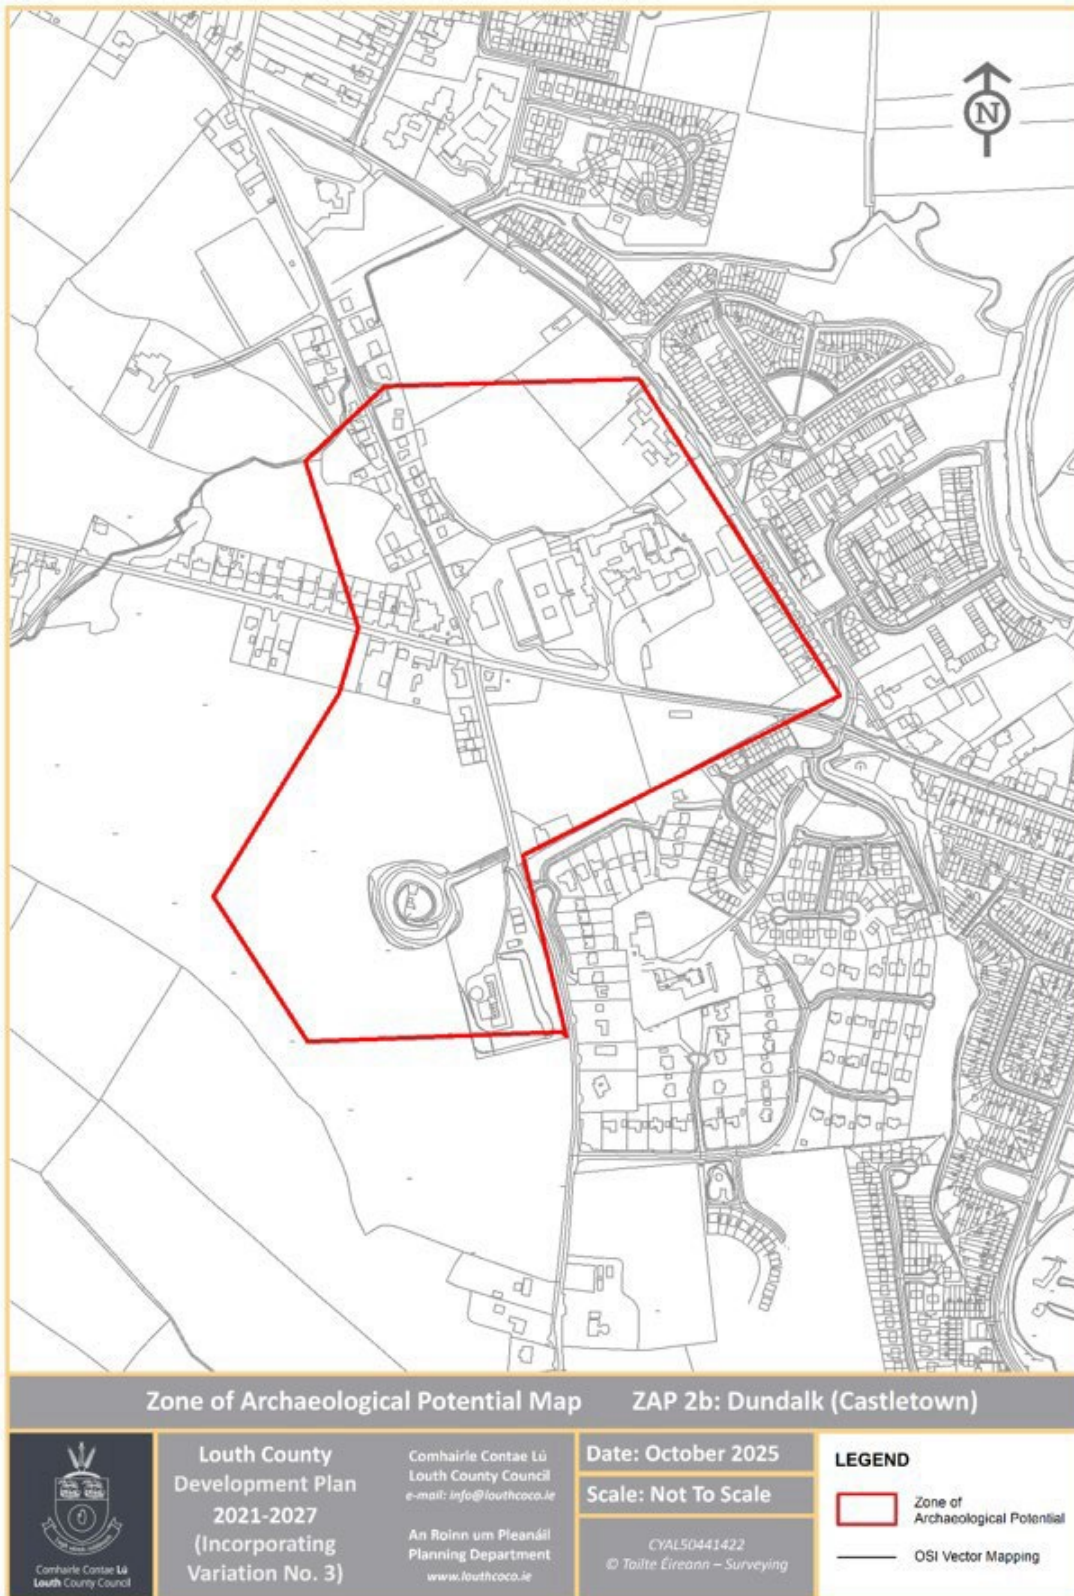 N
Zone of Archaeological Potential Map ZAP 2b: Dundalk (Castletown)
Comhairle Contae Lú
Louth County Council
Louth County
Development Plan
2021-2027
(Incorporating
Variation No. 3)
Comhairle Contae Lú
Louth County Council
e-mail: info@louthcoco.ie
An Roinn um Pleanáil
Planning Department
www.louthcoco.ie
Date: October 2025
Scale: Not To Scale
CYAL50441422
© Tailte Éireann – Surveying
LEGEND
Zone of
Archaeological Potential
OSI Vector Mapping